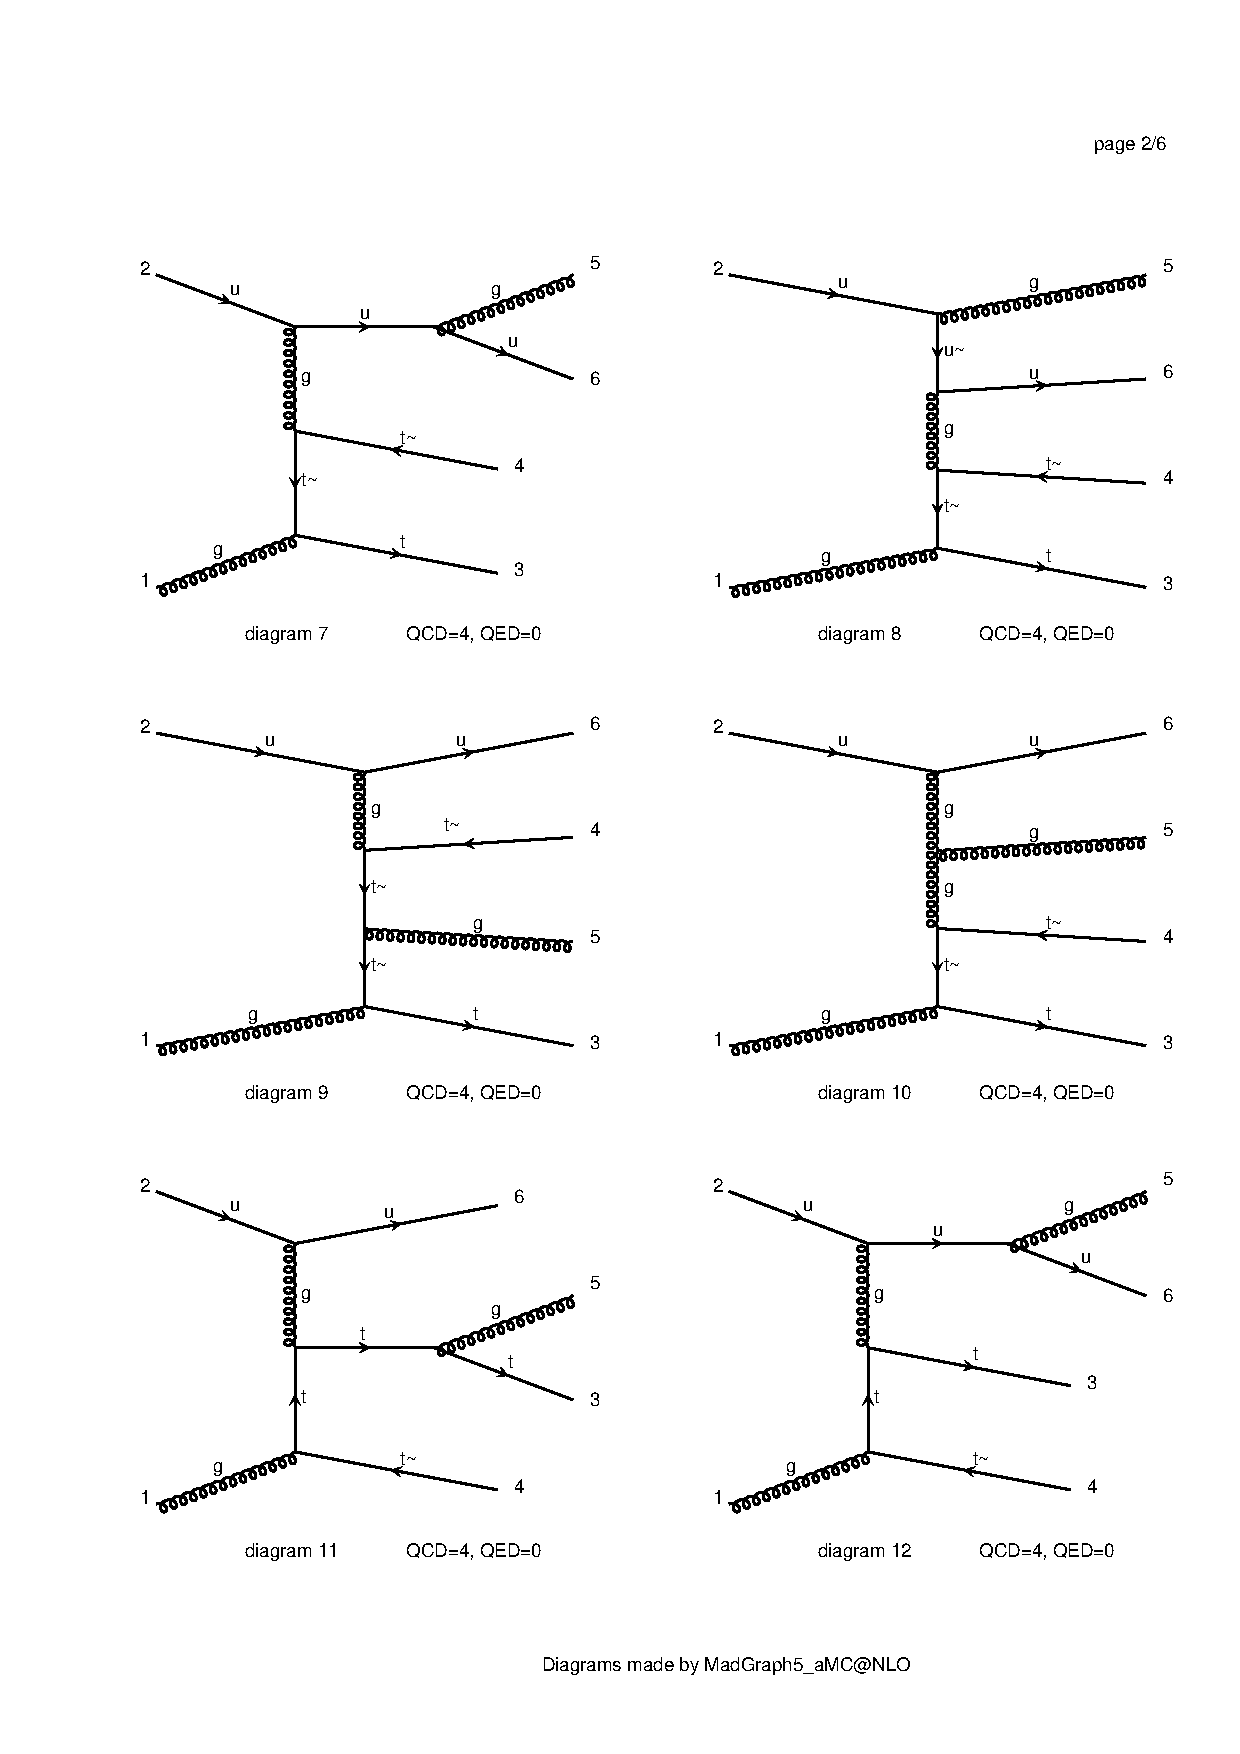 page 2/6
2
u
u
g
5
u
6
g
t~
4
t~
g
1
t
3
diagram 7 QCD=4, QED=0
2
u
g
5
u~
u
6
g
t~
4
t~
g
1
t
3
diagram 8 QCD=4, QED=0
2
u
u
6
g
t~
4
t~
g
5
t~
g
1
t
3
diagram 9 QCD=4, QED=0
2
u
u
6
g
g
5
g
t~
4
t~
g
1
t
3
diagram 10 QCD=4, QED=0
2
u
u
6
g
g
5
t
t
3
t
g
1
t~
4
diagram 11 QCD=4, QED=0
2
u
u
g
5
u
6
g
t
3
t
g
1
t~
4
diagram 12 QCD=4, QED=0
Diagrams made by MadGraph5_aMC@NLO